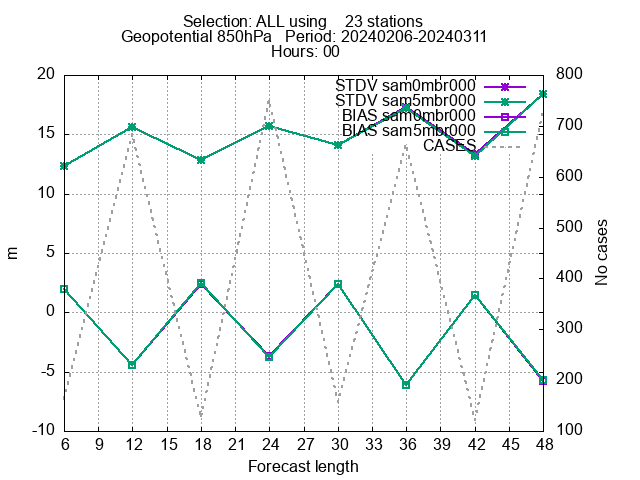 Selection: ALL using 23 stations
Geopotential 850hPa Period: 20240206-20240311
Hours: 00
STDV sam0mbr000
STDV sam5mbr000
BIAS sam0mbr000
BIAS sam5mbr000
CASES
20
15
10
5
0
-5
-10
m
800
700
600
500
400
300
200
100
No cases
6 9 12 15 18 21 24 27 30 33 36 39 42 45 48
Forecast length